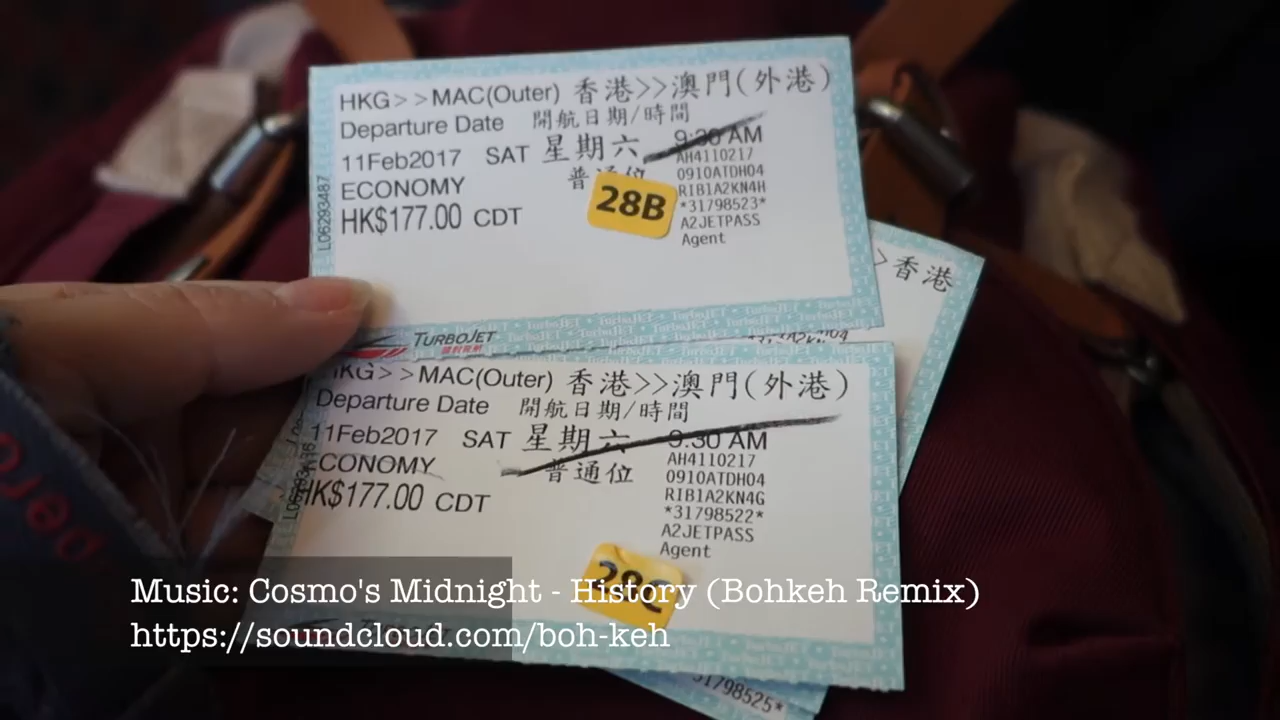 HKG>>MAC(Outer) 香港>>澳門(外港)
Departure Date 開航日期/時間
11Feb2017 SAT 星期六 9:30 AM
AH4110217
ECONOMY 普通位 0910ATDH04
RIB1A2KN4H
HK$177.00 CDT 28B *31798523*
A2JETPASS
Agent
L06293487
>香港
TURBOJET
HKG>>MAC(Outer) 香港>>澳門(外港)
Departure Date 開航日期/時間
11Feb2017 SAT 星期六 9:30 AM
AH4110217
ECONOMY 普通位 0910ATDH04
RIB1A2KN4G
HK$177.00 CDT *31798522*
A2JETPASS
Agent
28C
Music: Cosmo's Midnight - History (Bohkeh Remix)
https://soundcloud.com/boh-keh
31798525*